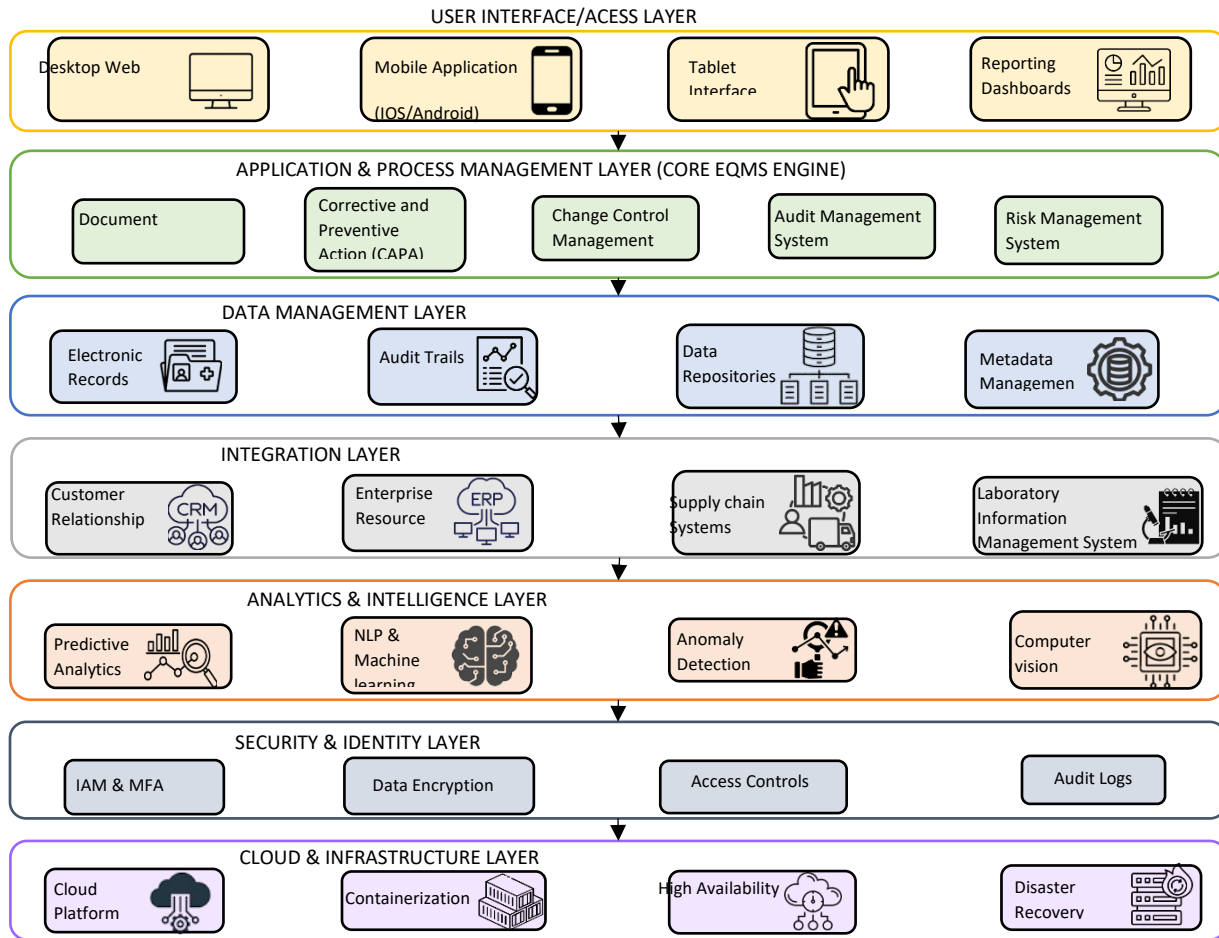 USER INTERFACE/ACESS LAYER
Desktop Web
Mobile Application
(IOS/Android)
Tablet
Interface
Reporting
Dashboards
APPLICATION & PROCESS MANAGEMENT LAYER (CORE EQMS ENGINE)
Document
Corrective and
Preventive
Action (CAPA)
Change Control
Management
Audit Management
System
Risk Management
System
DATA MANAGEMENT LAYER
Electronic
Records
Audit Trails
Data
Repositories
Metadata
Managemen
INTEGRATION LAYER
Customer
Relationship
CRM
Enterprise
Resource
ERP
Supply chain
Systems
Laboratory
Information
Management System
ANALYTICS & INTELLIGENCE LAYER
Predictive
Analytics
NLP &
Machine
learning
Anomaly
Detection
Computer
vision
SECURITY & IDENTITY LAYER
IAM & MFA
Data Encryption
Access Controls
Audit Logs
CLOUD & INFRASTRUCTURE LAYER
Cloud
Platform
Containerization
High Availability
Disaster
Recovery